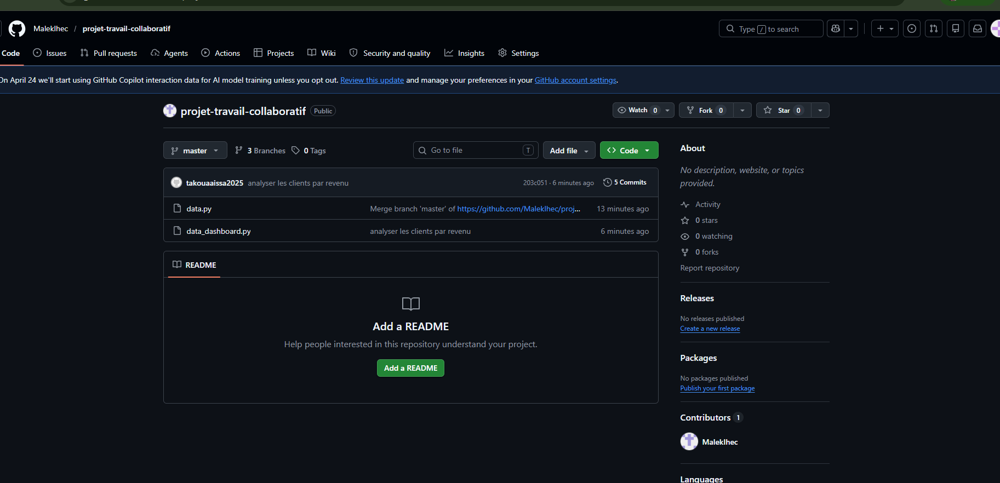 Maleklhec / projet-travail-collaboratif
Type / to search
Code Issues Pull requests Agents Actions Projects Wiki Security and quality Insights Settings
On April 24 we'll start using GitHub Copilot interaction data for AI model training unless you opt out. Review this update and manage your preferences in your GitHub account settings.
projet-travail-collaboratif Public
Watch 0 Fork 0 Star 0
master 3 Branches 0 Tags
Go to file T Add file Code
takouaaissa2025 analyser les clients par revenu 203c051 · 6 minutes ago 5 Commits
data.py Merge branch 'master' of https://github.com/Maleklhec/proj... 13 minutes ago
data_dashboard.py analyser les clients par revenu 6 minutes ago
README
Add a README
Help people interested in this repository understand your project.
Add a README
About
No description, website, or topics
provided.
Activity
0 stars
0 watching
0 forks
Report repository
Releases
No releases published
Create a new release
Packages
No packages published
Publish your first package
Contributors 1
Maleklhec
Languages